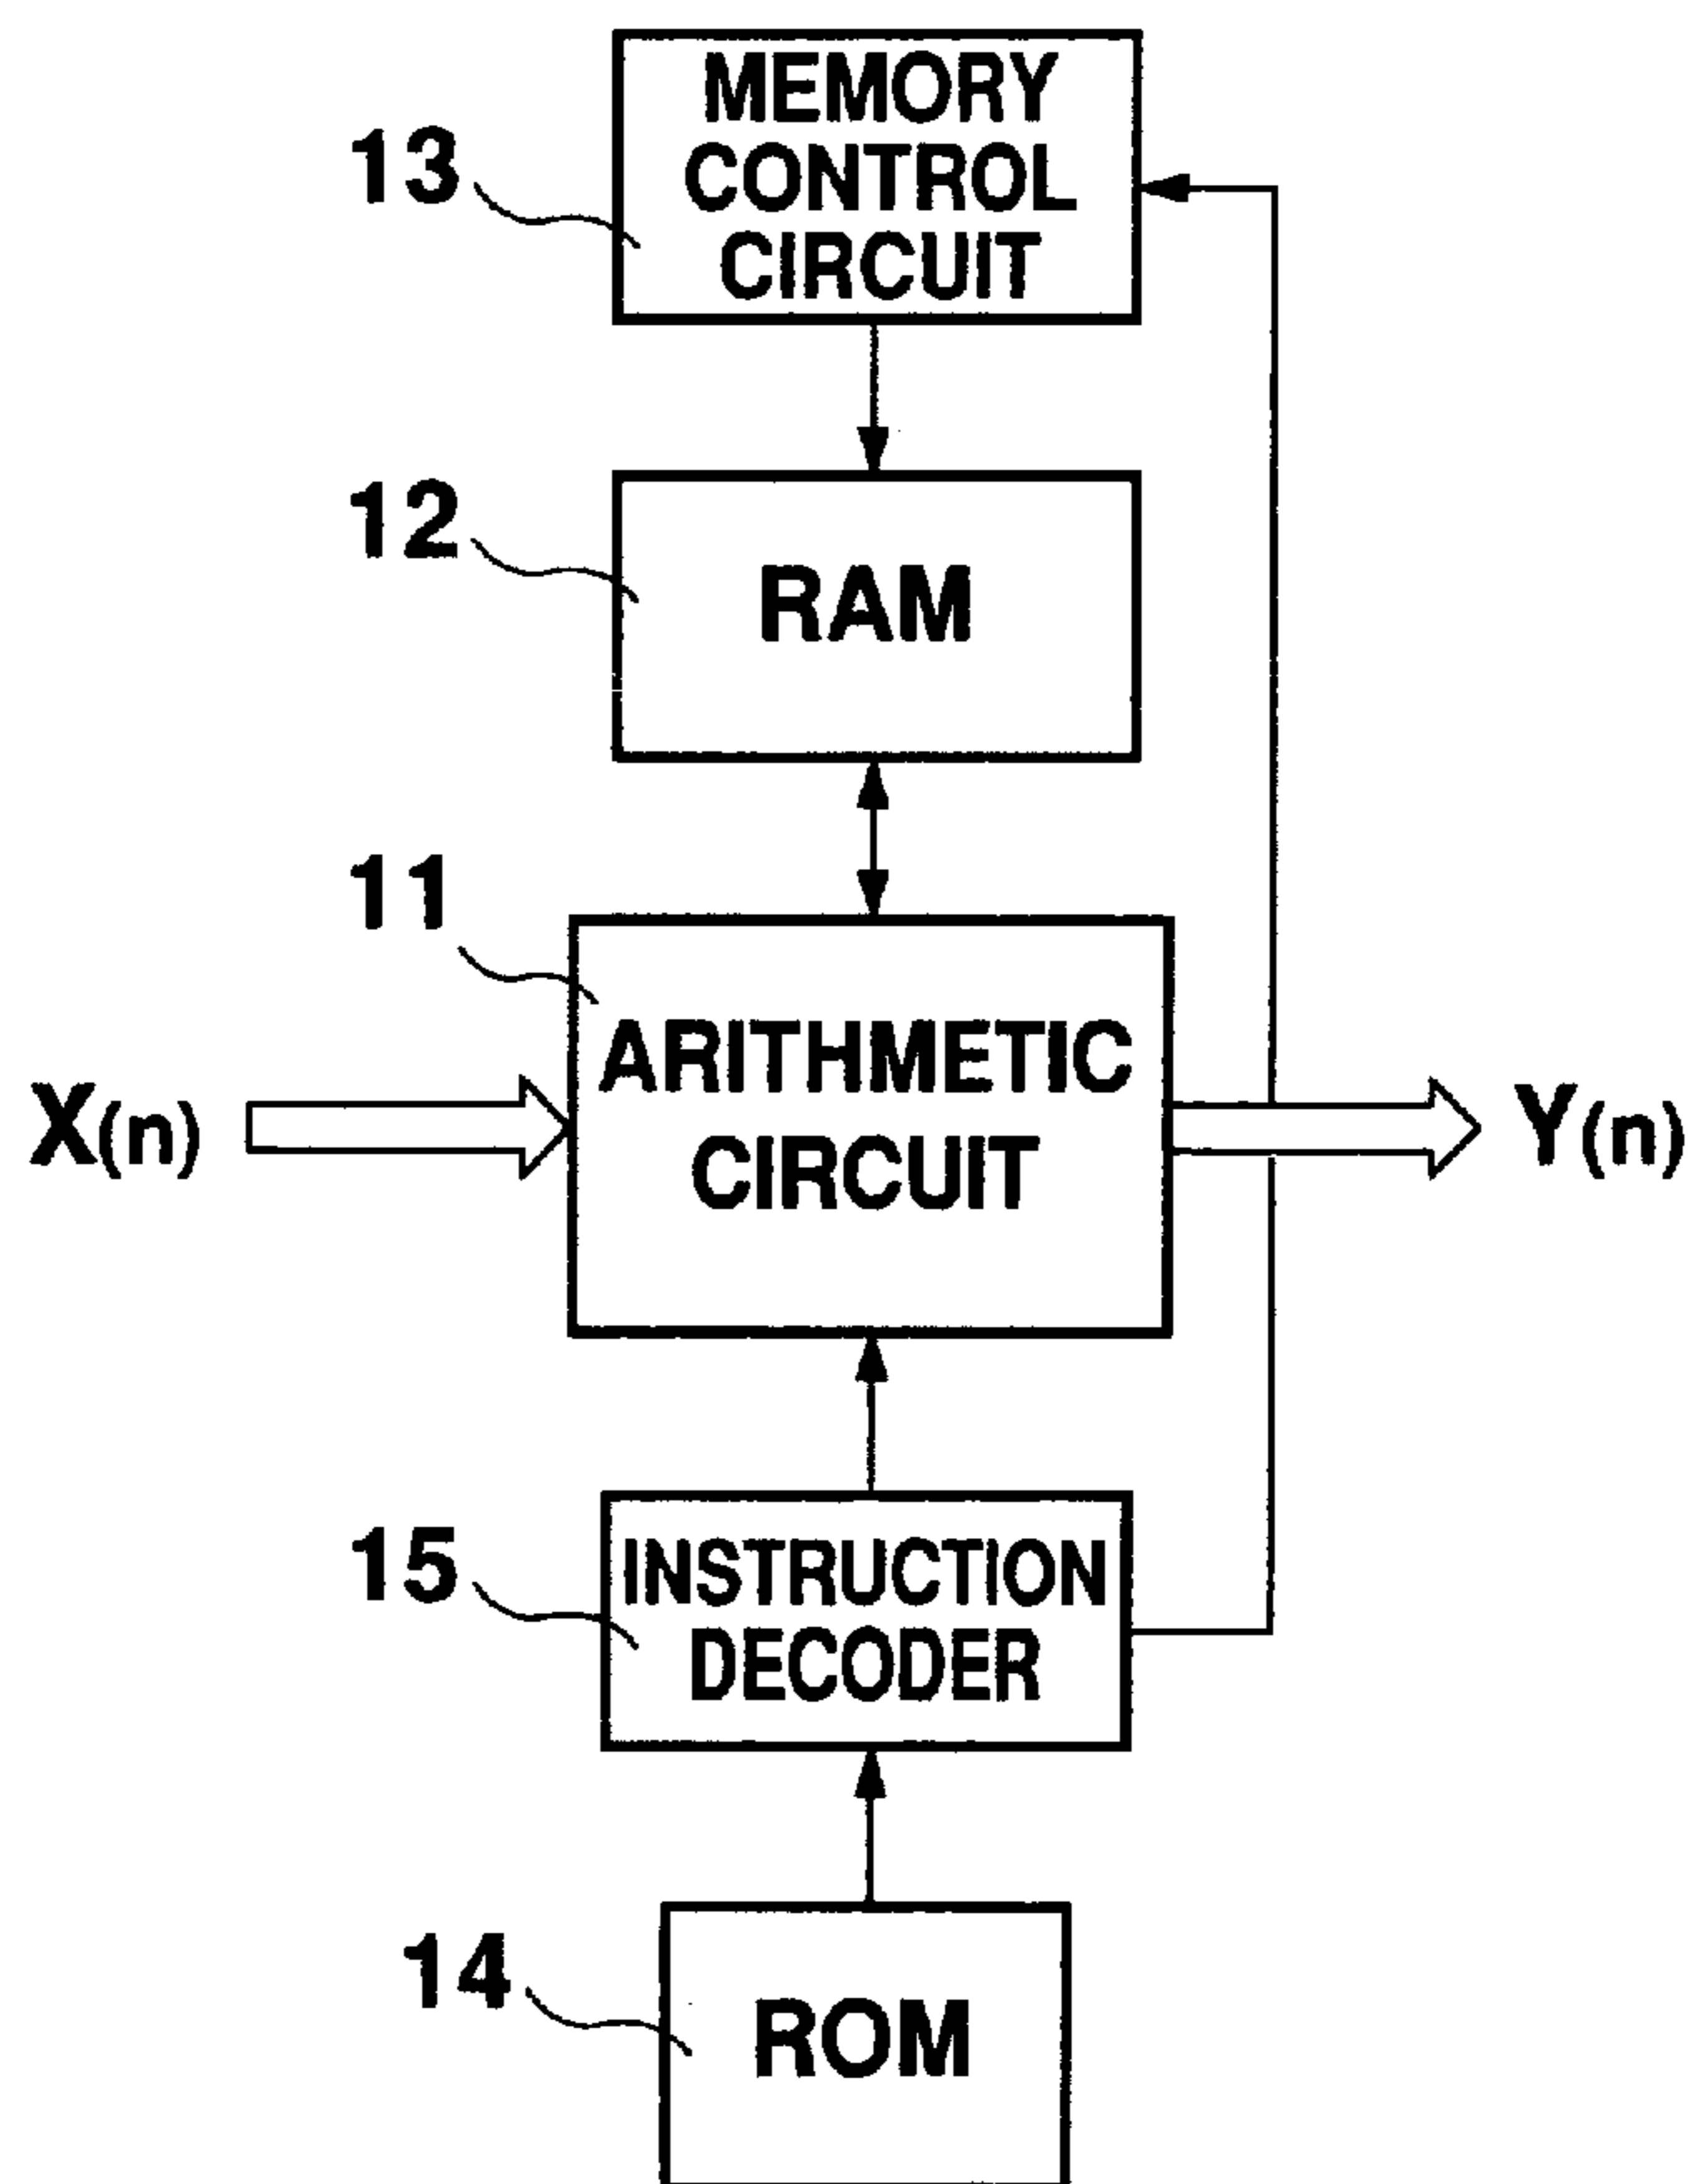 MEMORY
CONTROL
CIRCUIT
13
12
RAM
11
ARITHMETIC
CIRCUIT
X(n)
Y(n)
15
INSTRUCTION
DECODER
14
ROM